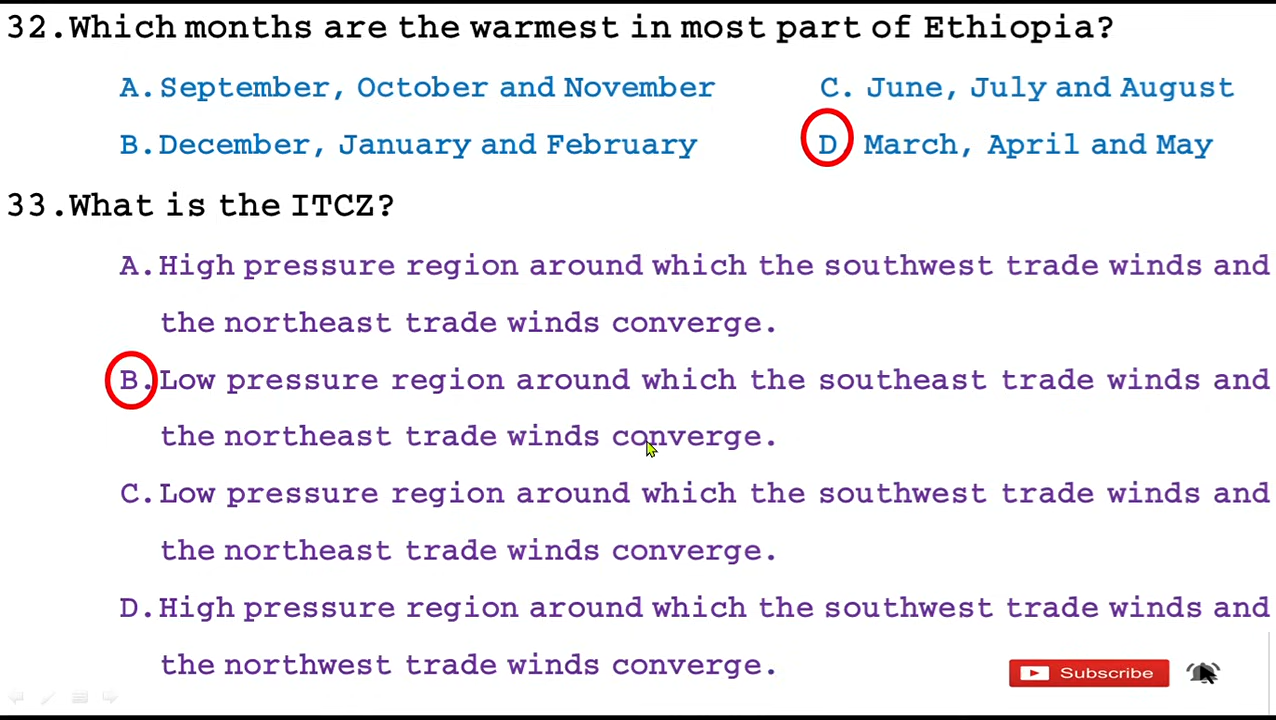 32.Which months are the warmest in most part of Ethiopia?
A.September, October and November
C. June, July and August
B.December, January and February
D. March, April and May
33.What is the ITCZ?
A.High pressure region around which the southwest trade winds and
the northeast trade winds converge.
B.Low pressure region around which the southeast trade winds and
the northeast trade winds converge.
C.Low pressure region around which the southwest trade winds and
the northeast trade winds converge.
D.High pressure region around which the southwest trade winds and
the northwest trade winds converge.
Subscribe